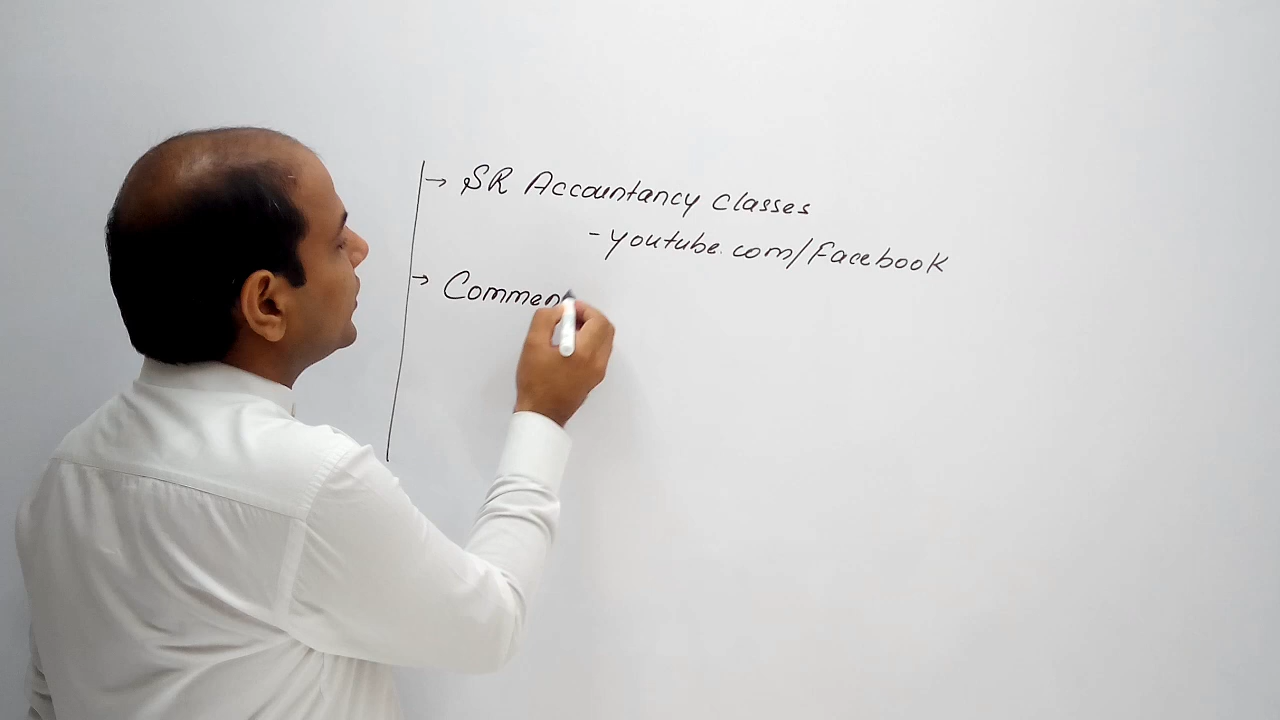 → SR Accountancy classes
- youtube.com/facebook
→ Commen